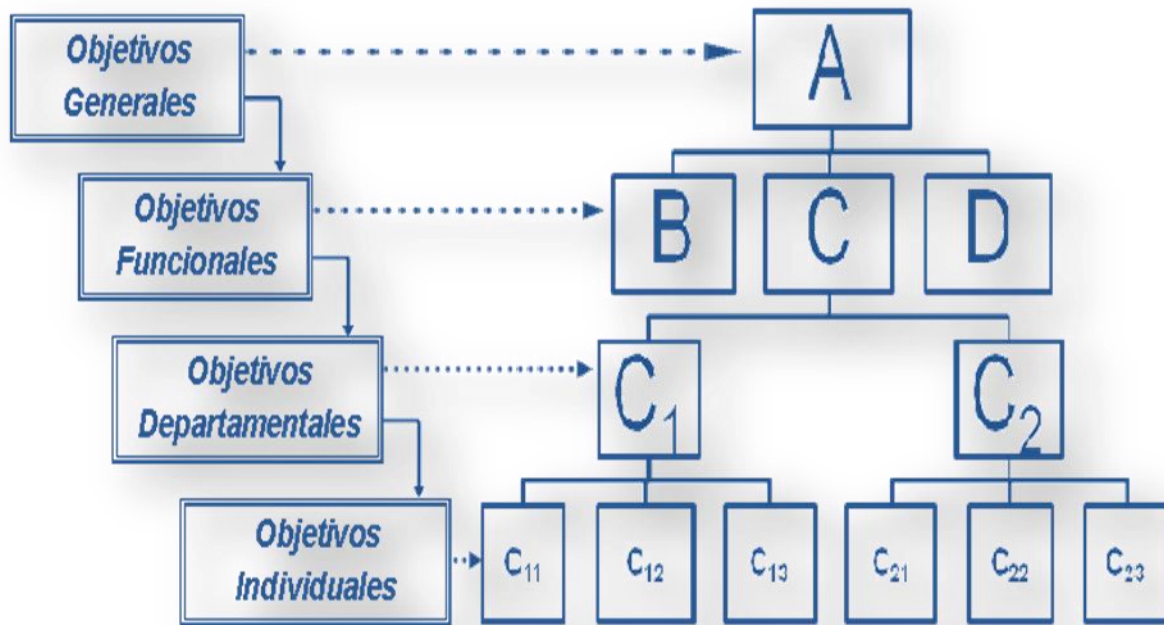 Objetivos
Generales
A
Objetivos
Funcionales
B
C
D
Objetivos
Departamentales
C1
C2
Objetivos
Individuales
C11
C12
C13
C21
C22
C23